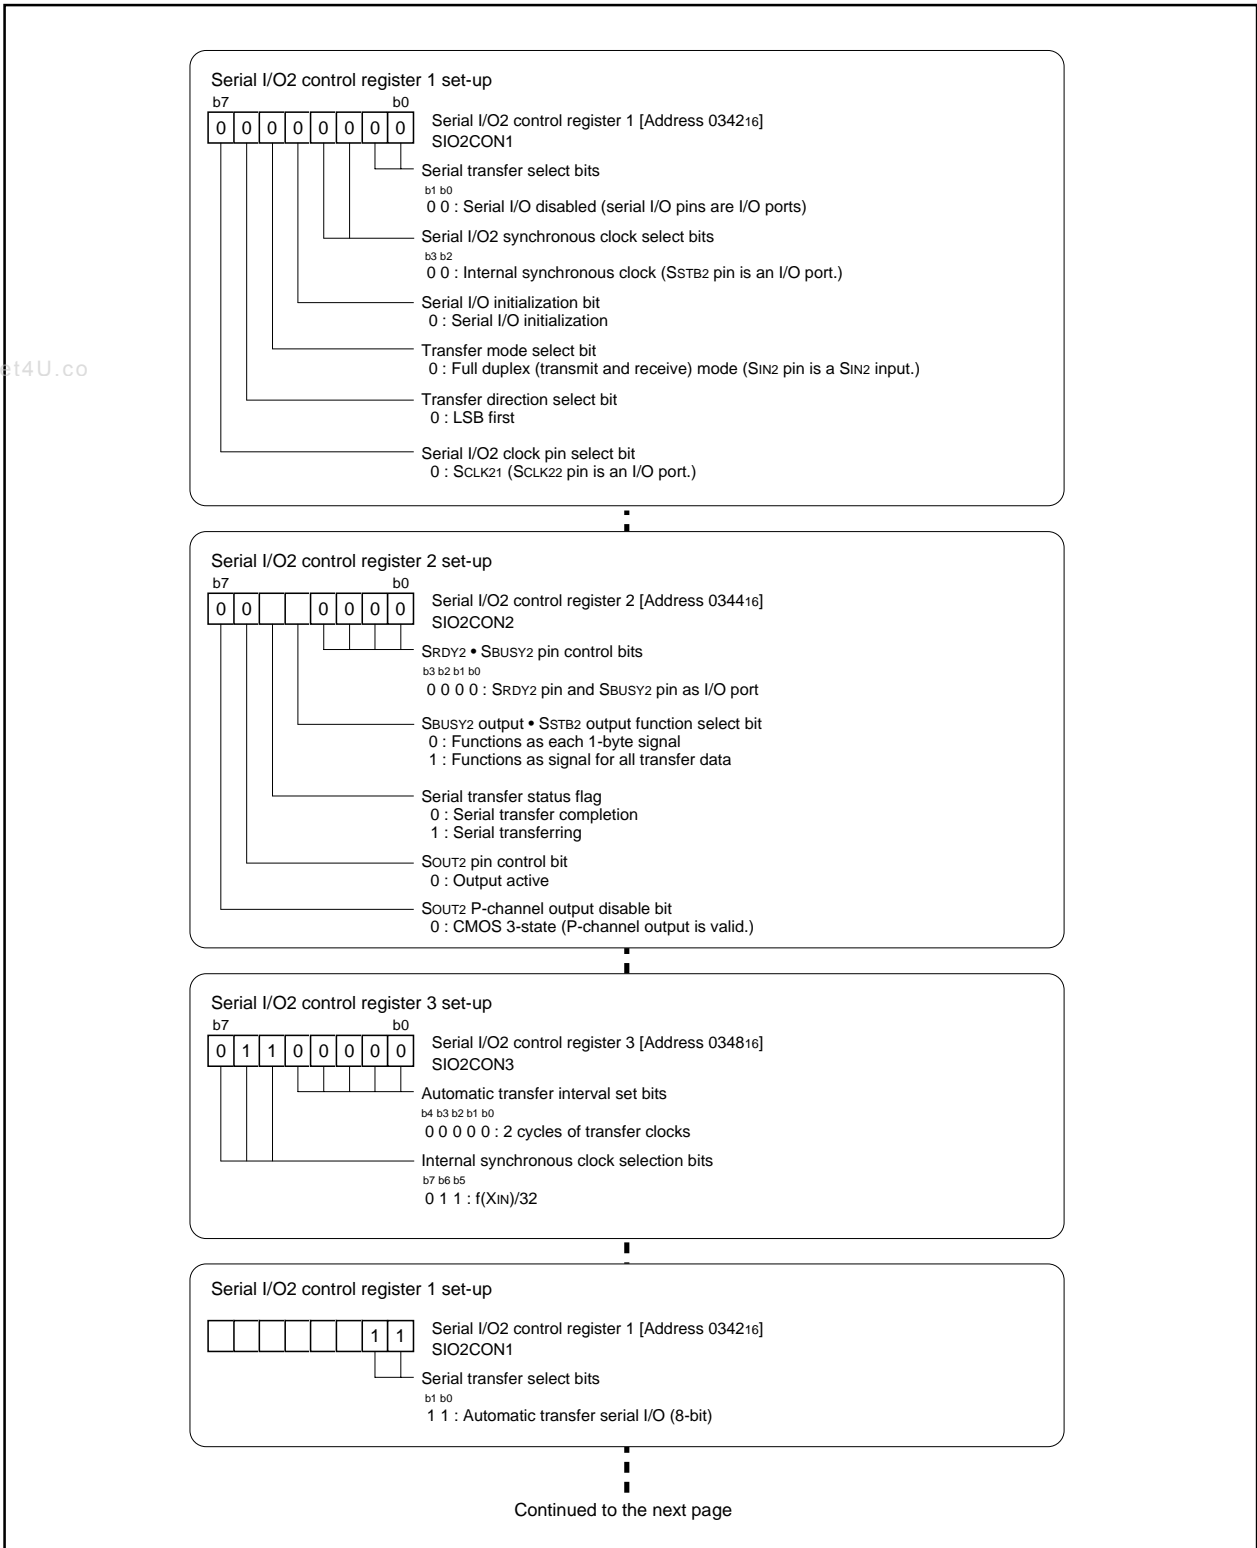 Serial I/O2 control register 1 set-up
b7 b0
0 0 0 0 0 0 0 0 Serial I/O2 control register 1 [Address 034216]
SIO2CON1
Serial transfer select bits
b1 b0
0 0 : Serial I/O disabled (serial I/O pins are I/O ports)
Serial I/O2 synchronous clock select bits
b3 b2
0 0 : Internal synchronous clock (SSTB2 pin is an I/O port.)
Serial I/O initialization bit
0 : Serial I/O initialization
Transfer mode select bit
et4U.co
0 : Full duplex (transmit and receive) mode (SIN2 pin is a SIN2 input.)
Transfer direction select bit
0 : LSB first
Serial I/O2 clock pin select bit
0 : SCLK21 (SCLK22 pin is an I/O port.)
Serial I/O2 control register 2 set-up
b7 b0
0 0 0 0 0 0 Serial I/O2 control register 2 [Address 034416]
SIO2CON2
SRDY2 • SBUSY2 pin control bits
b3 b2 b1 b0
0 0 0 0 : SRDY2 pin and SBUSY2 pin as I/O port
SBUSY2 output • SSTB2 output function select bit
0 : Functions as each 1-byte signal
1 : Functions as signal for all transfer data
Serial transfer status flag
0 : Serial transfer completion
1 : Serial transferring
SOUT2 pin control bit
0 : Output active
SOUT2 P-channel output disable bit
0 : CMOS 3-state (P-channel output is valid.)
Serial I/O2 control register 3 set-up
b7 b0
0 1 1 0 0 0 0 0 Serial I/O2 control register 3 [Address 034816]
SIO2CON3
Automatic transfer interval set bits
b4 b3 b2 b1 b0
0 0 0 0 0 : 2 cycles of transfer clocks
Internal synchronous clock selection bits
b7 b6 b5
0 1 1 : f(XIN)/32
Serial I/O2 control register 1 set-up
1 1 Serial I/O2 control register 1 [Address 034216]
SIO2CON1
Serial transfer select bits
b1 b0
1 1 : Automatic transfer serial I/O (8-bit)
Continued to the next page